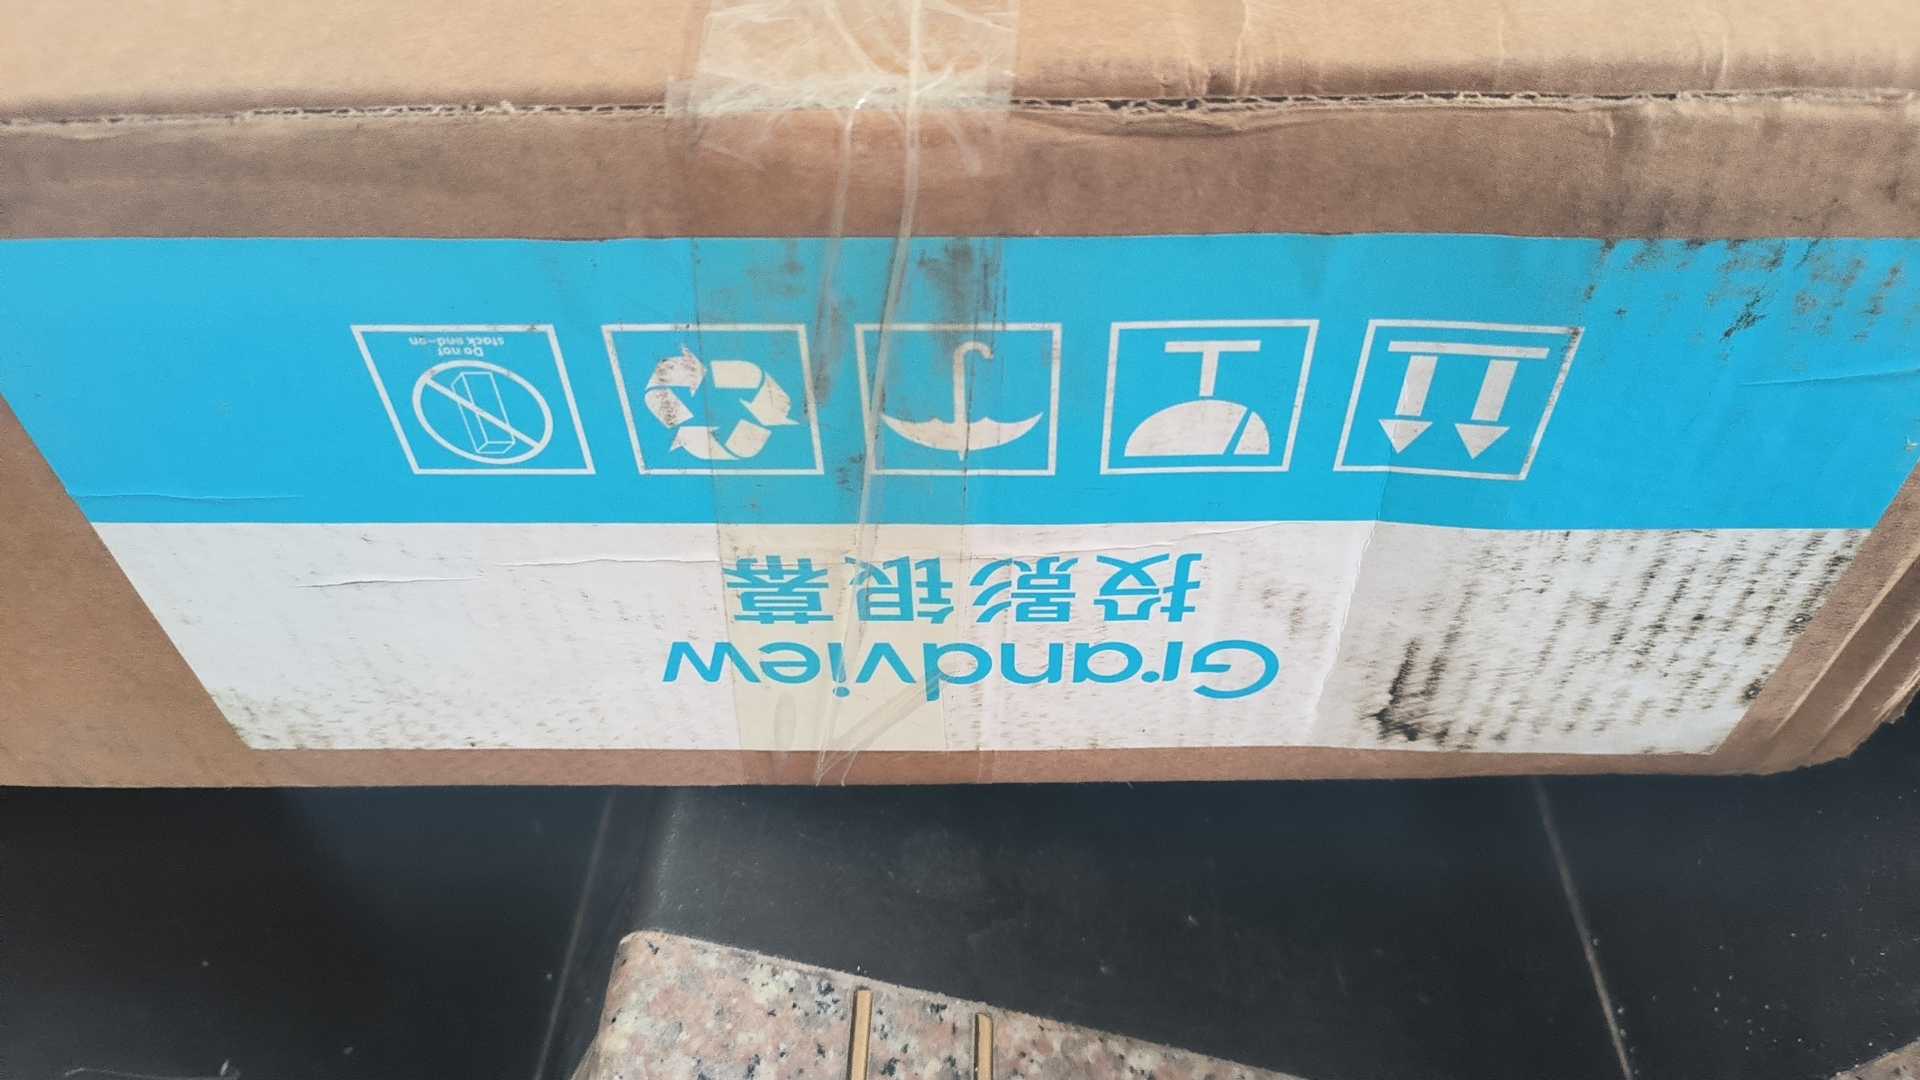 Grandview
投影银幕
Do not
stack end-on